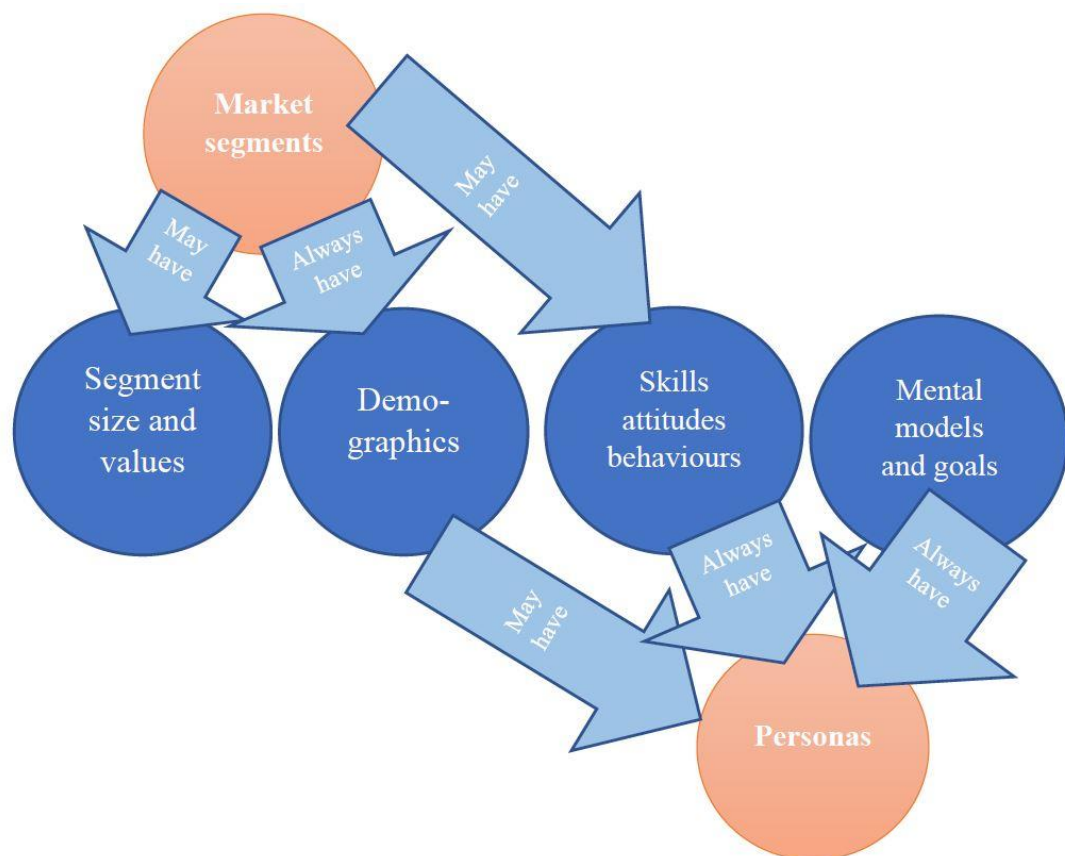 Market
segments
May
have
Always
have
May
have
Segment
size and
values
Demo-
graphics
Skills
attitudes
behaviours
Mental
models
and goals
May
have
Always
have
Always
have
Personas